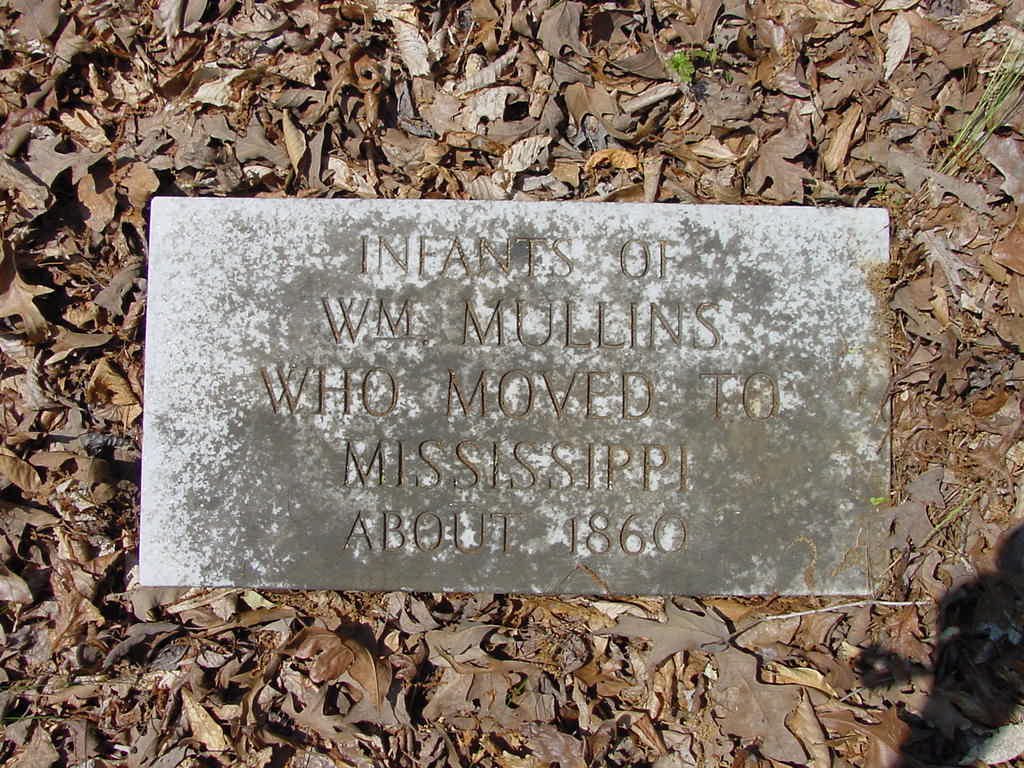 INFANTS OF
WM. MULLINS
WHO MOVED TO
MISSISSIPPI
ABOUT 1860